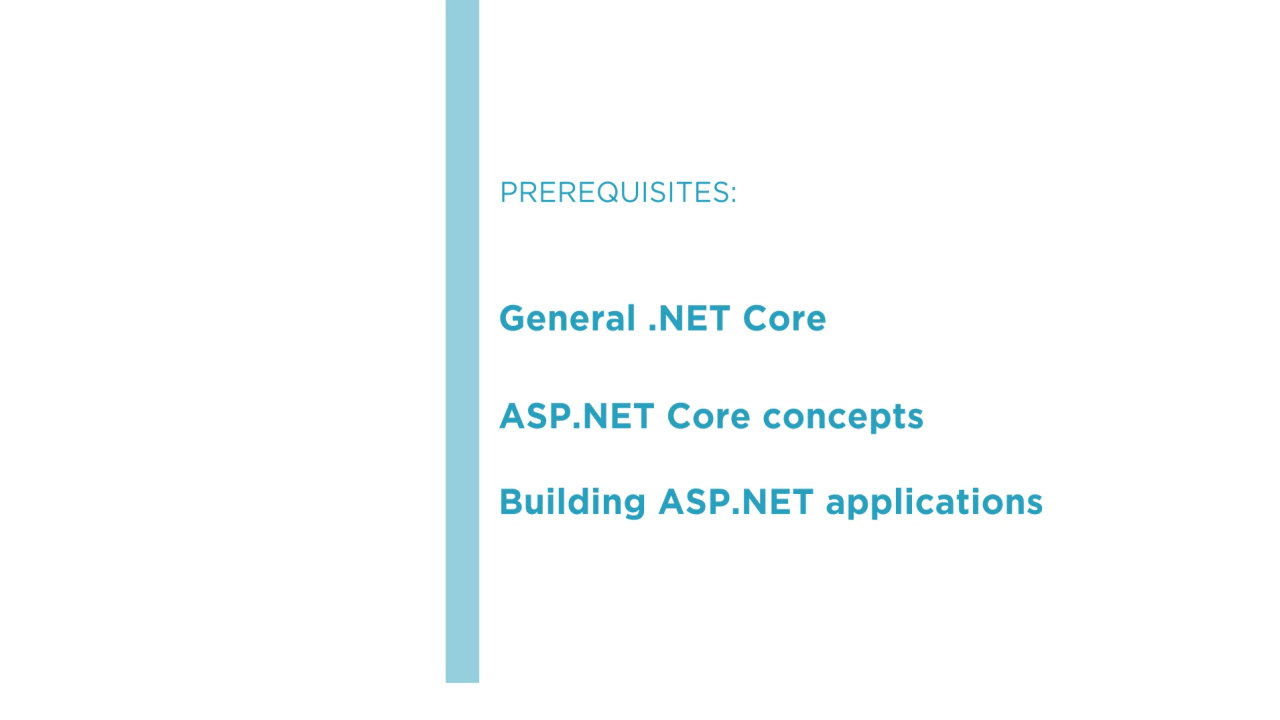 PREREQUISITES:
General .NET Core
ASP.NET Core concepts
Building ASP.NET applications